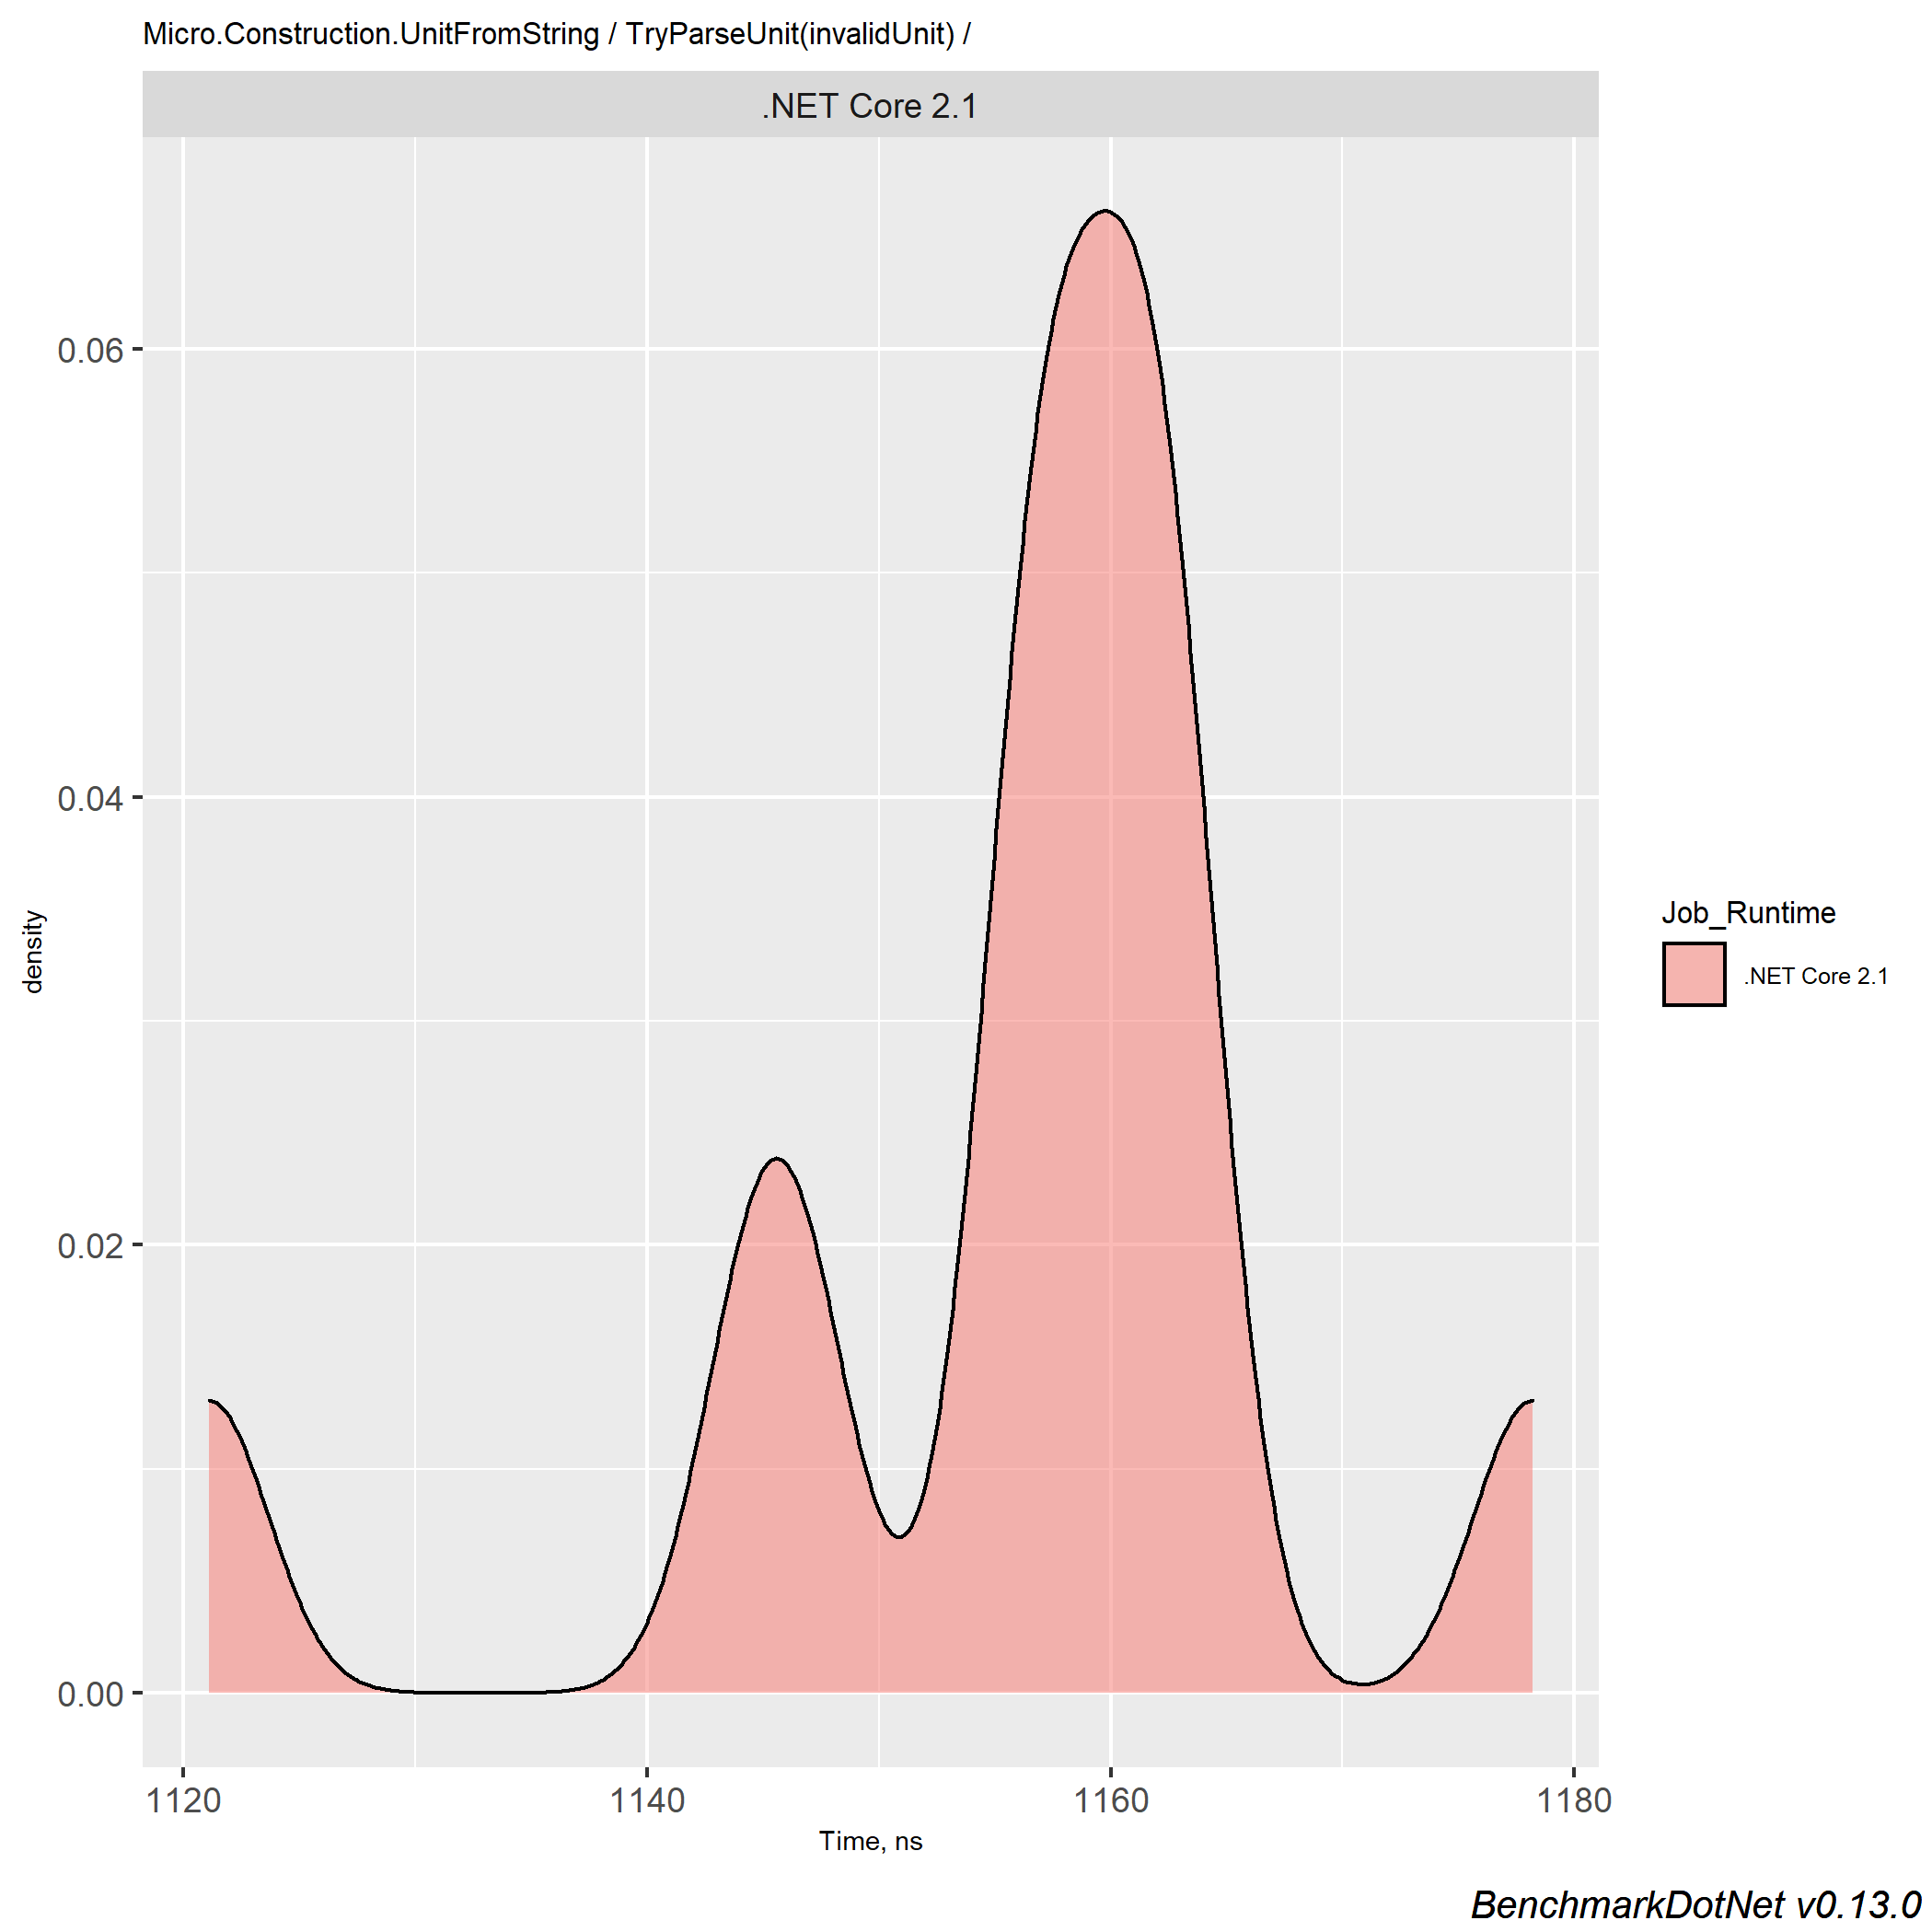 Micro.Construction.UnitFromString / TryParseUnit(invalidUnit) /
.NET Core 2.1
0.06
0.04
0.02
0.00
density
1120 1140 1160 1180
Time, ns
Job_Runtime
.NET Core 2.1
BenchmarkDotNet v0.13.0